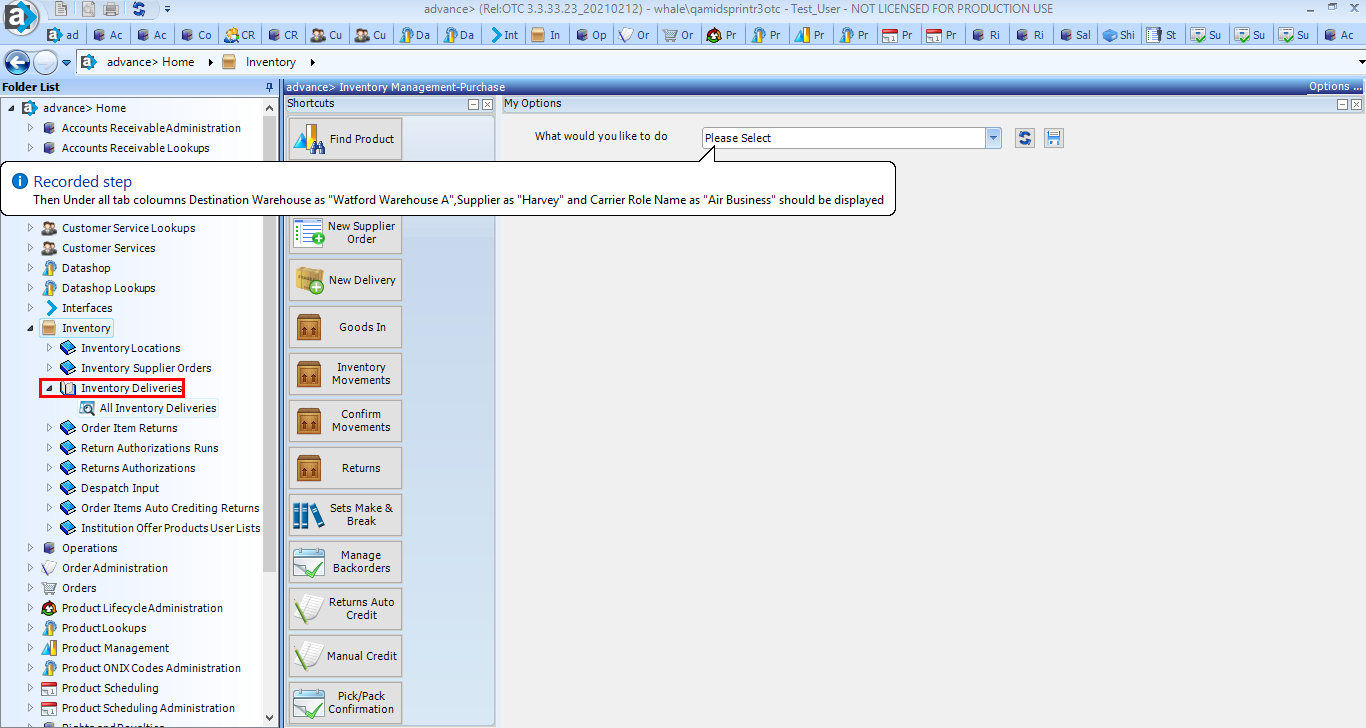 advance> (Rel:OTC 3.3.33.23_20210212) - whale\qamidsprintr3otc - Test_User - NOT LICENSED FOR PRODUCTION USE
ad Ac Ac Co CR CR Cu Cu Da Da Int In Op Or Or Pr Pr Pr Pr Pr Pr Ri Ri Sal Shi St Su Su Su Ac
advance> Home Inventory
Folder List
advance> Inventory Management-Purchase
Options ...
advance> Home
Accounts Receivable Administration
Accounts Receivable Lookups
Shortcuts
Find Product
My Options
What would you like to do
Please Select
Recorded step
Then Under all tab coloumns Destination Warehouse as "Watford Warehouse A",Supplier as "Harvey" and Carrier Role Name as "Air Business" should be displayed
Customer Service Lookups
Customer Services
Datashop
Datashop Lookups
Interfaces
Inventory
Inventory Locations
Inventory Supplier Orders
Inventory Deliveries
All Inventory Deliveries
Order Item Returns
Return Authorizations Runs
Returns Authorizations
Despatch Input
Order Items Auto Crediting Returns
Institution Offer Products User Lists
Operations
Order Administration
Orders
Product Lifecycle Administration
Product Lookups
Product Management
Product ONIX Codes Administration
Product Scheduling
Product Scheduling Administration
Rights and Royalties
New Supplier
Order
New Delivery
Goods In
Inventory
Movements
Confirm
Movements
Returns
Sets Make &
Break
Manage
Backorders
Returns Auto
Credit
Manual Credit
Pick/Pack
Confirmation